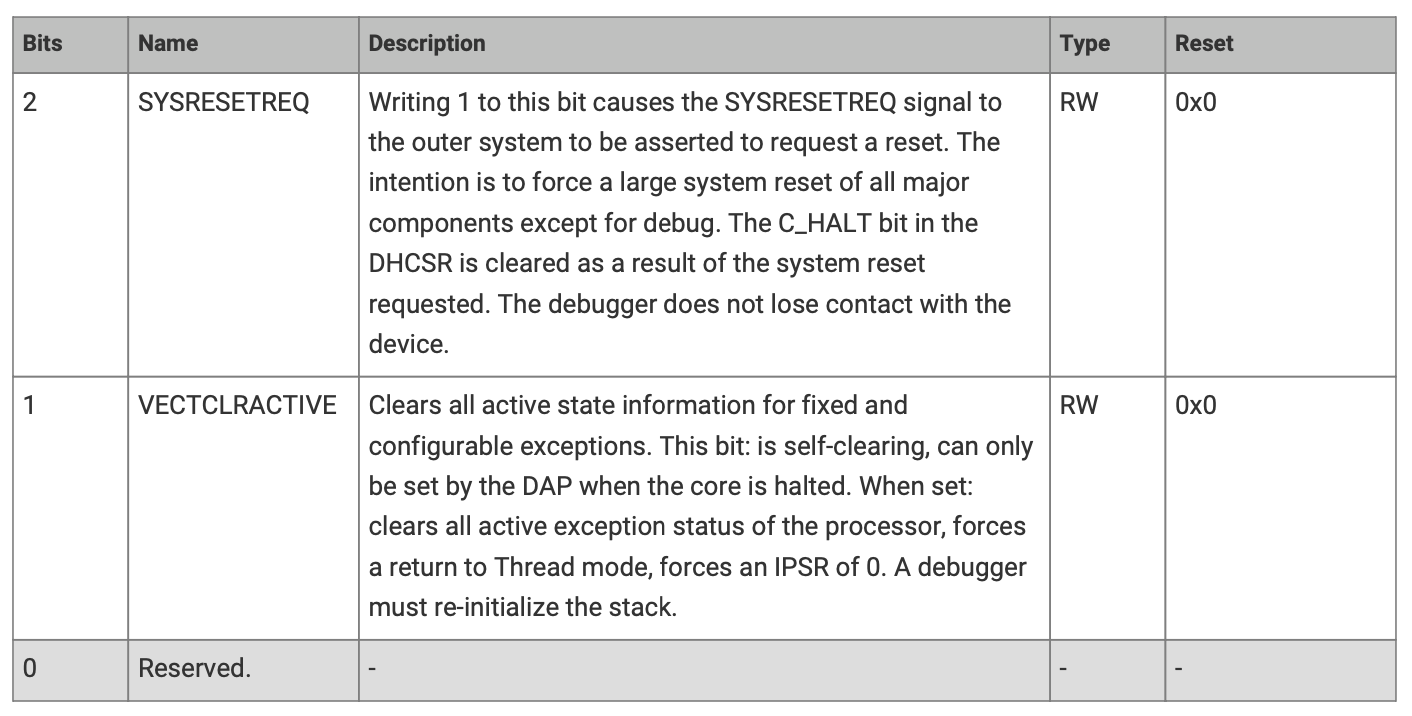 Bits Name Description Type Reset
2 SYSRESETREQ Writing 1 to this bit causes the SYSRESETREQ signal to RW 0x0
the outer system to be asserted to request a reset. The
intention is to force a large system reset of all major
components except for debug. The C_HALT bit in the
DHCSR is cleared as a result of the system reset
requested. The debugger does not lose contact with the
device.
1 VECTCLRACTIVE Clears all active state information for fixed and RW 0x0
configurable exceptions. This bit: is self-clearing, can only
be set by the DAP when the core is halted. When set:
clears all active exception status of the processor, forces
a return to Thread mode, forces an IPSR of 0. A debugger
must re-initialize the stack.
0 Reserved. - - -